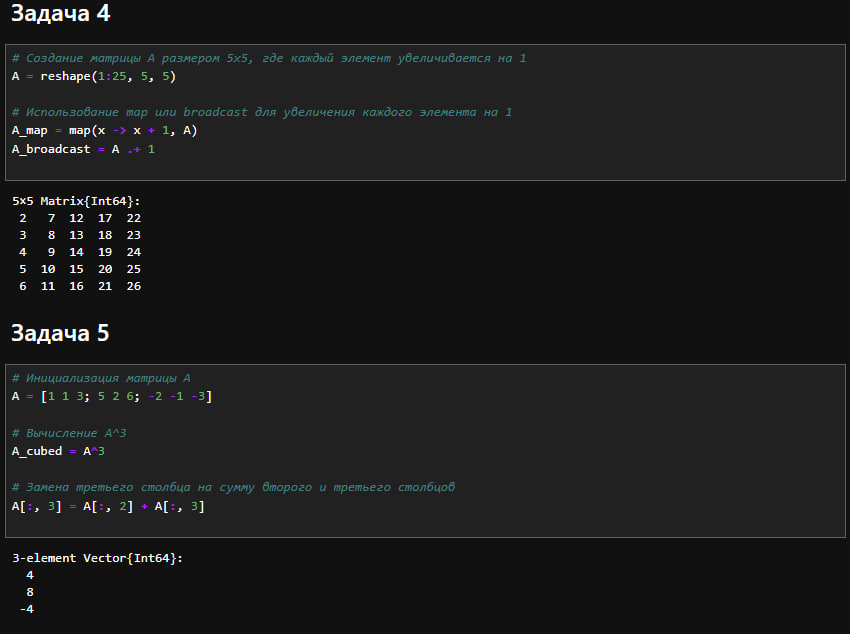 Задача 4
# Создание матрицы A размером 5x5, где каждый элемент увеличивается на 1
A = reshape(1:25, 5, 5)
# Использование map или broadcast для увеличения каждого элемента на 1
A_map = map(x -> x + 1, A)
A_broadcast = A .+ 1
5×5 Matrix{Int64}:
 2   7  12  17  22
 3   8  13  18  23
 4   9  14  19  24
 5  10  15  20  25
 6  11  16  21  26
Задача 5
# Инициализация матрицы A
A = [1 1 3; 5 2 6; -2 -1 -3]
# Вычисление A^3
A_cubed = A^3
# Замена третьего столбца на сумму второго и третьего столбцов
A[:, 3] = A[:, 2] + A[:, 3]
3-element Vector{Int64}:
  4
  8
 -4